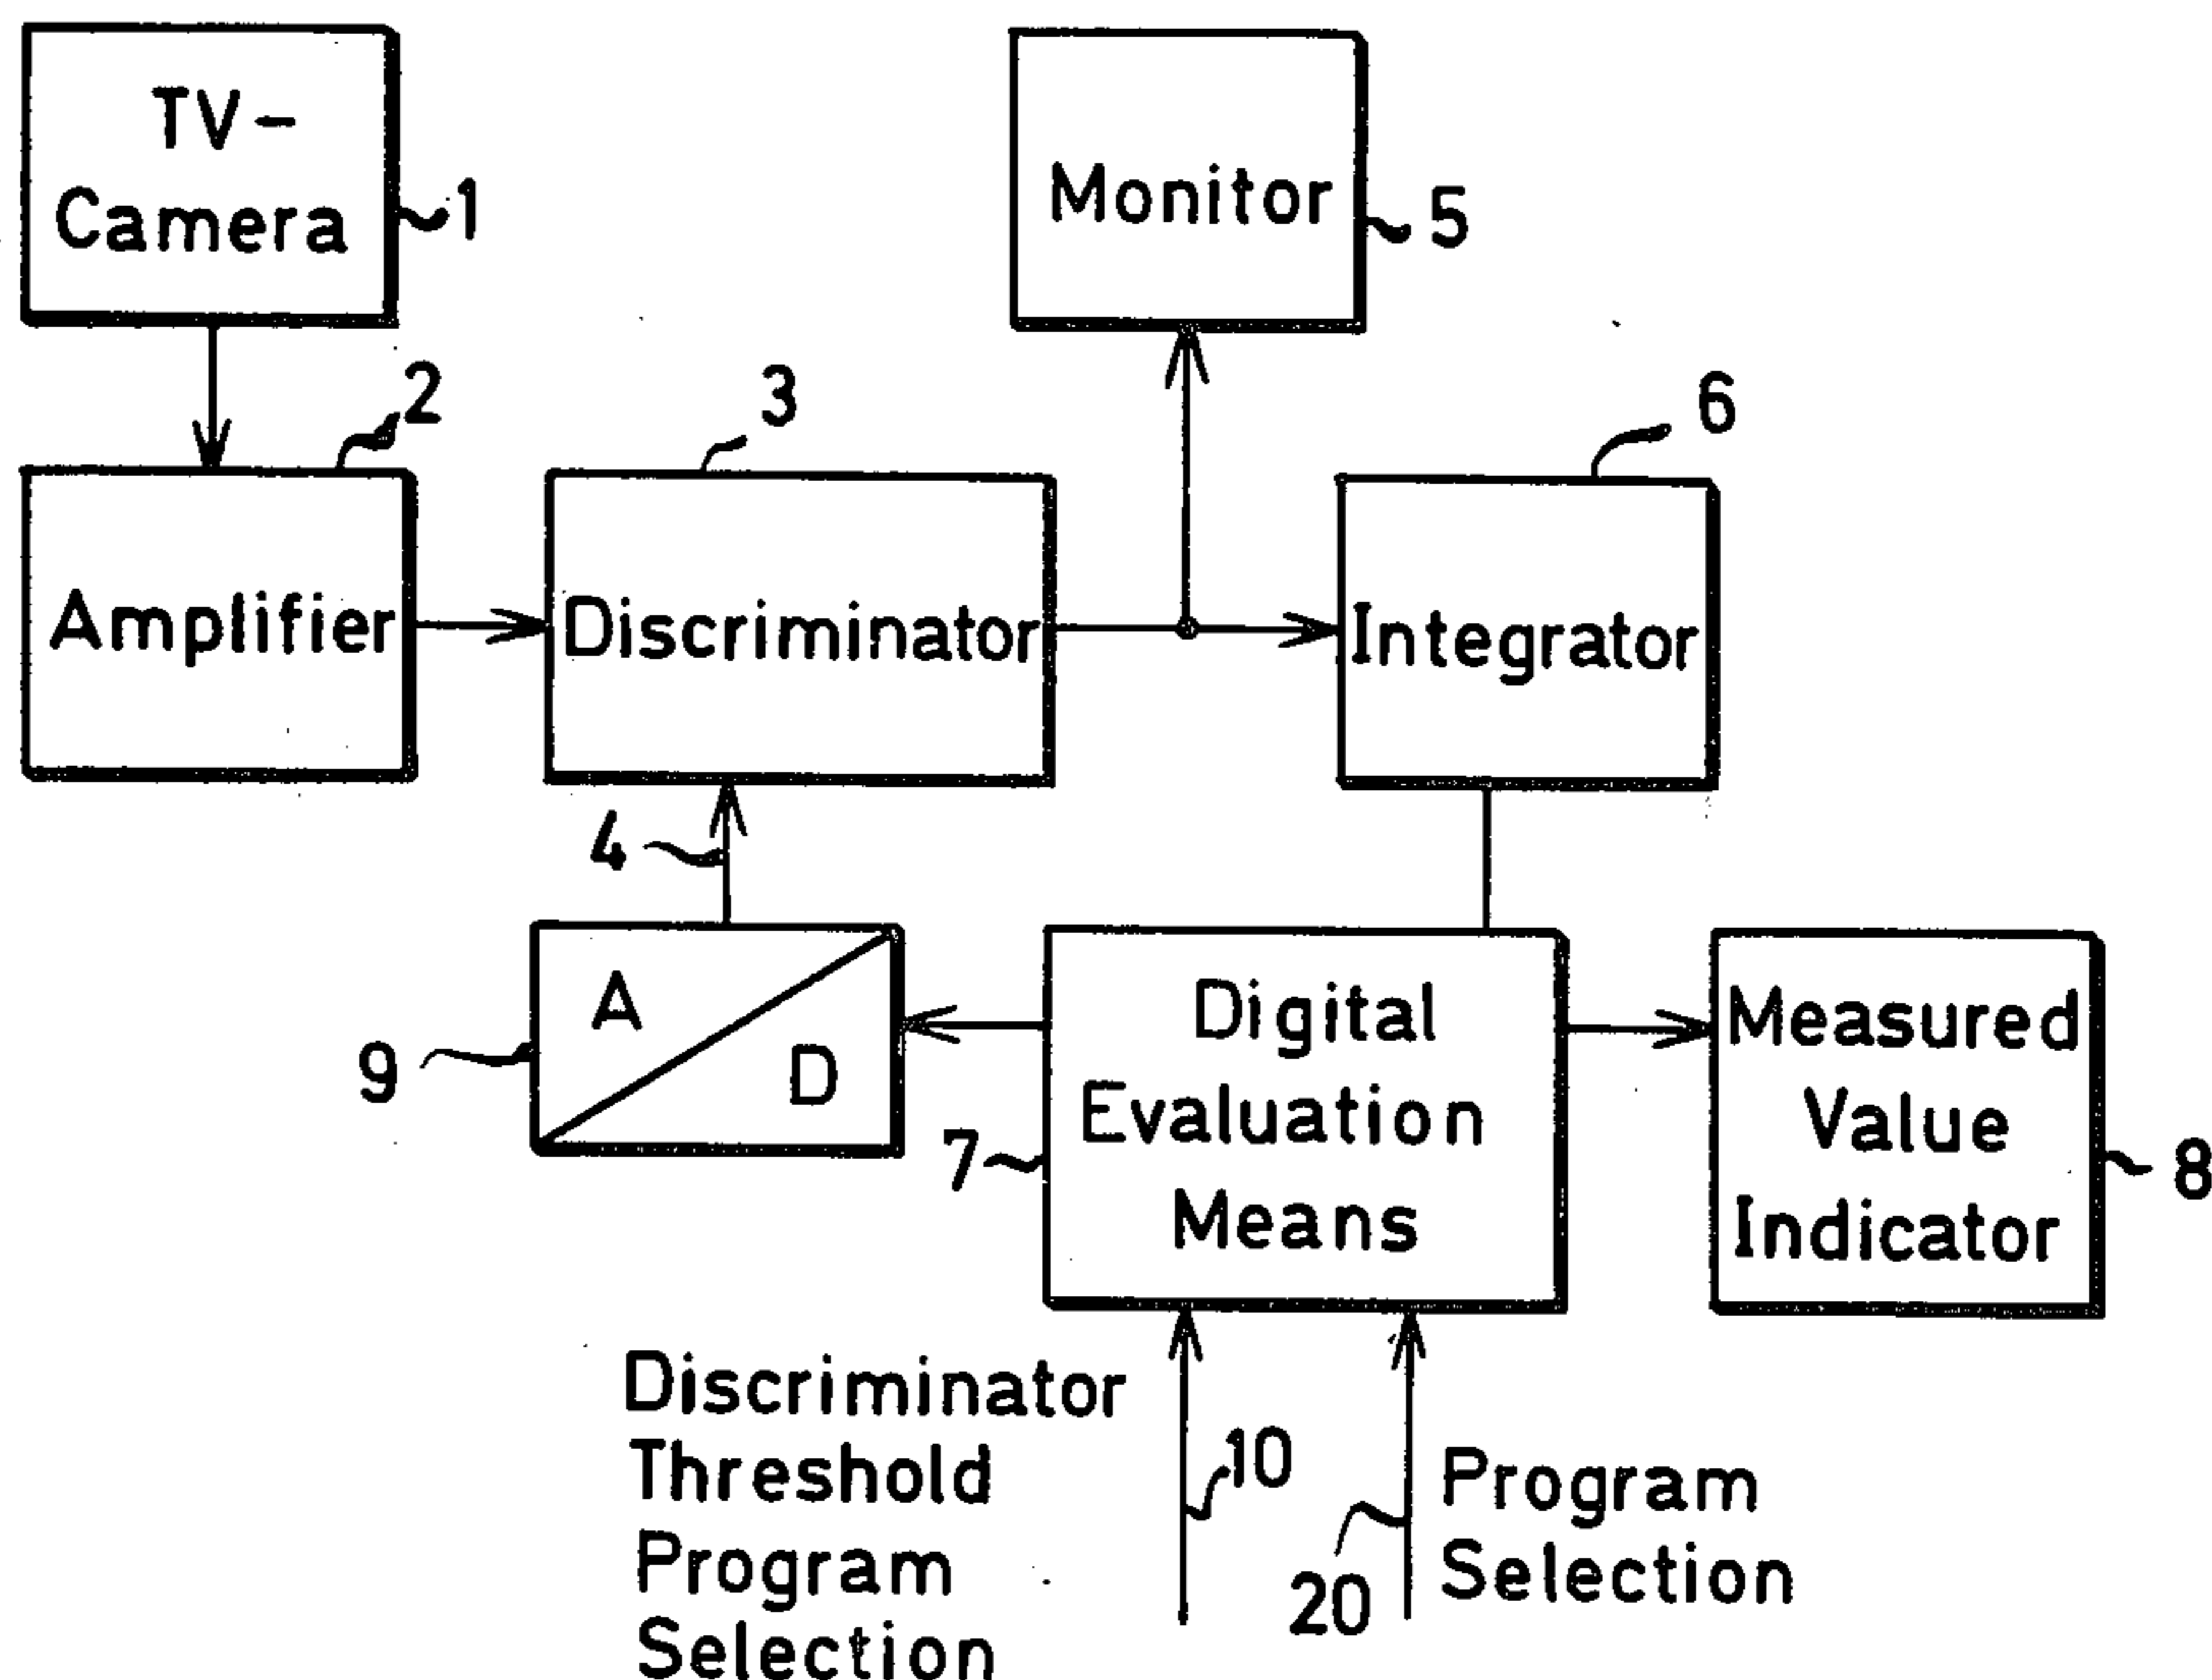 TV-
Camera
1
Monitor
5
2
3
6
Amplifier
Discriminator
Integrator
4
A
D
9
Digital
Evaluation
Means
7
Measured
Value
Indicator
8
Discriminator
Threshold
Program
Selection
10
20
Program
Selection